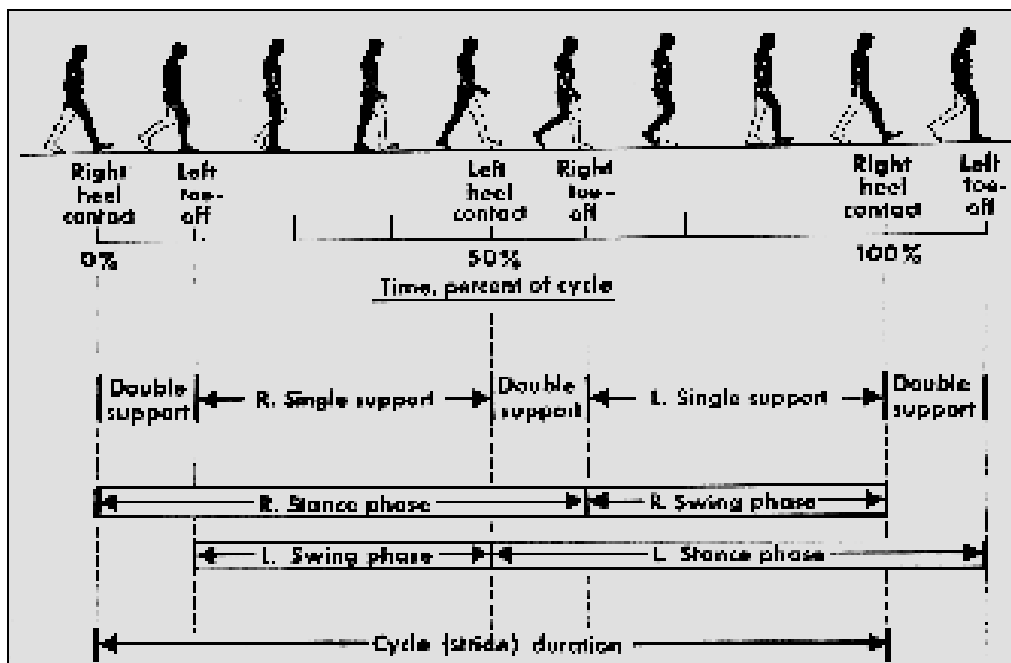 Right
heel
contact
Left
toe-
off
Left
heel
contact
Right
toe-
off
Right
heel
contact
Left
toe-
off
0%
50%
100%
Time, percent of cycle
Double
support
R. Single support
Double
support
L. Single support
Double
support
R. Stance phase
R. Swing phase
L. Swing phase
L. Stance phase
Cycle (stride) duration